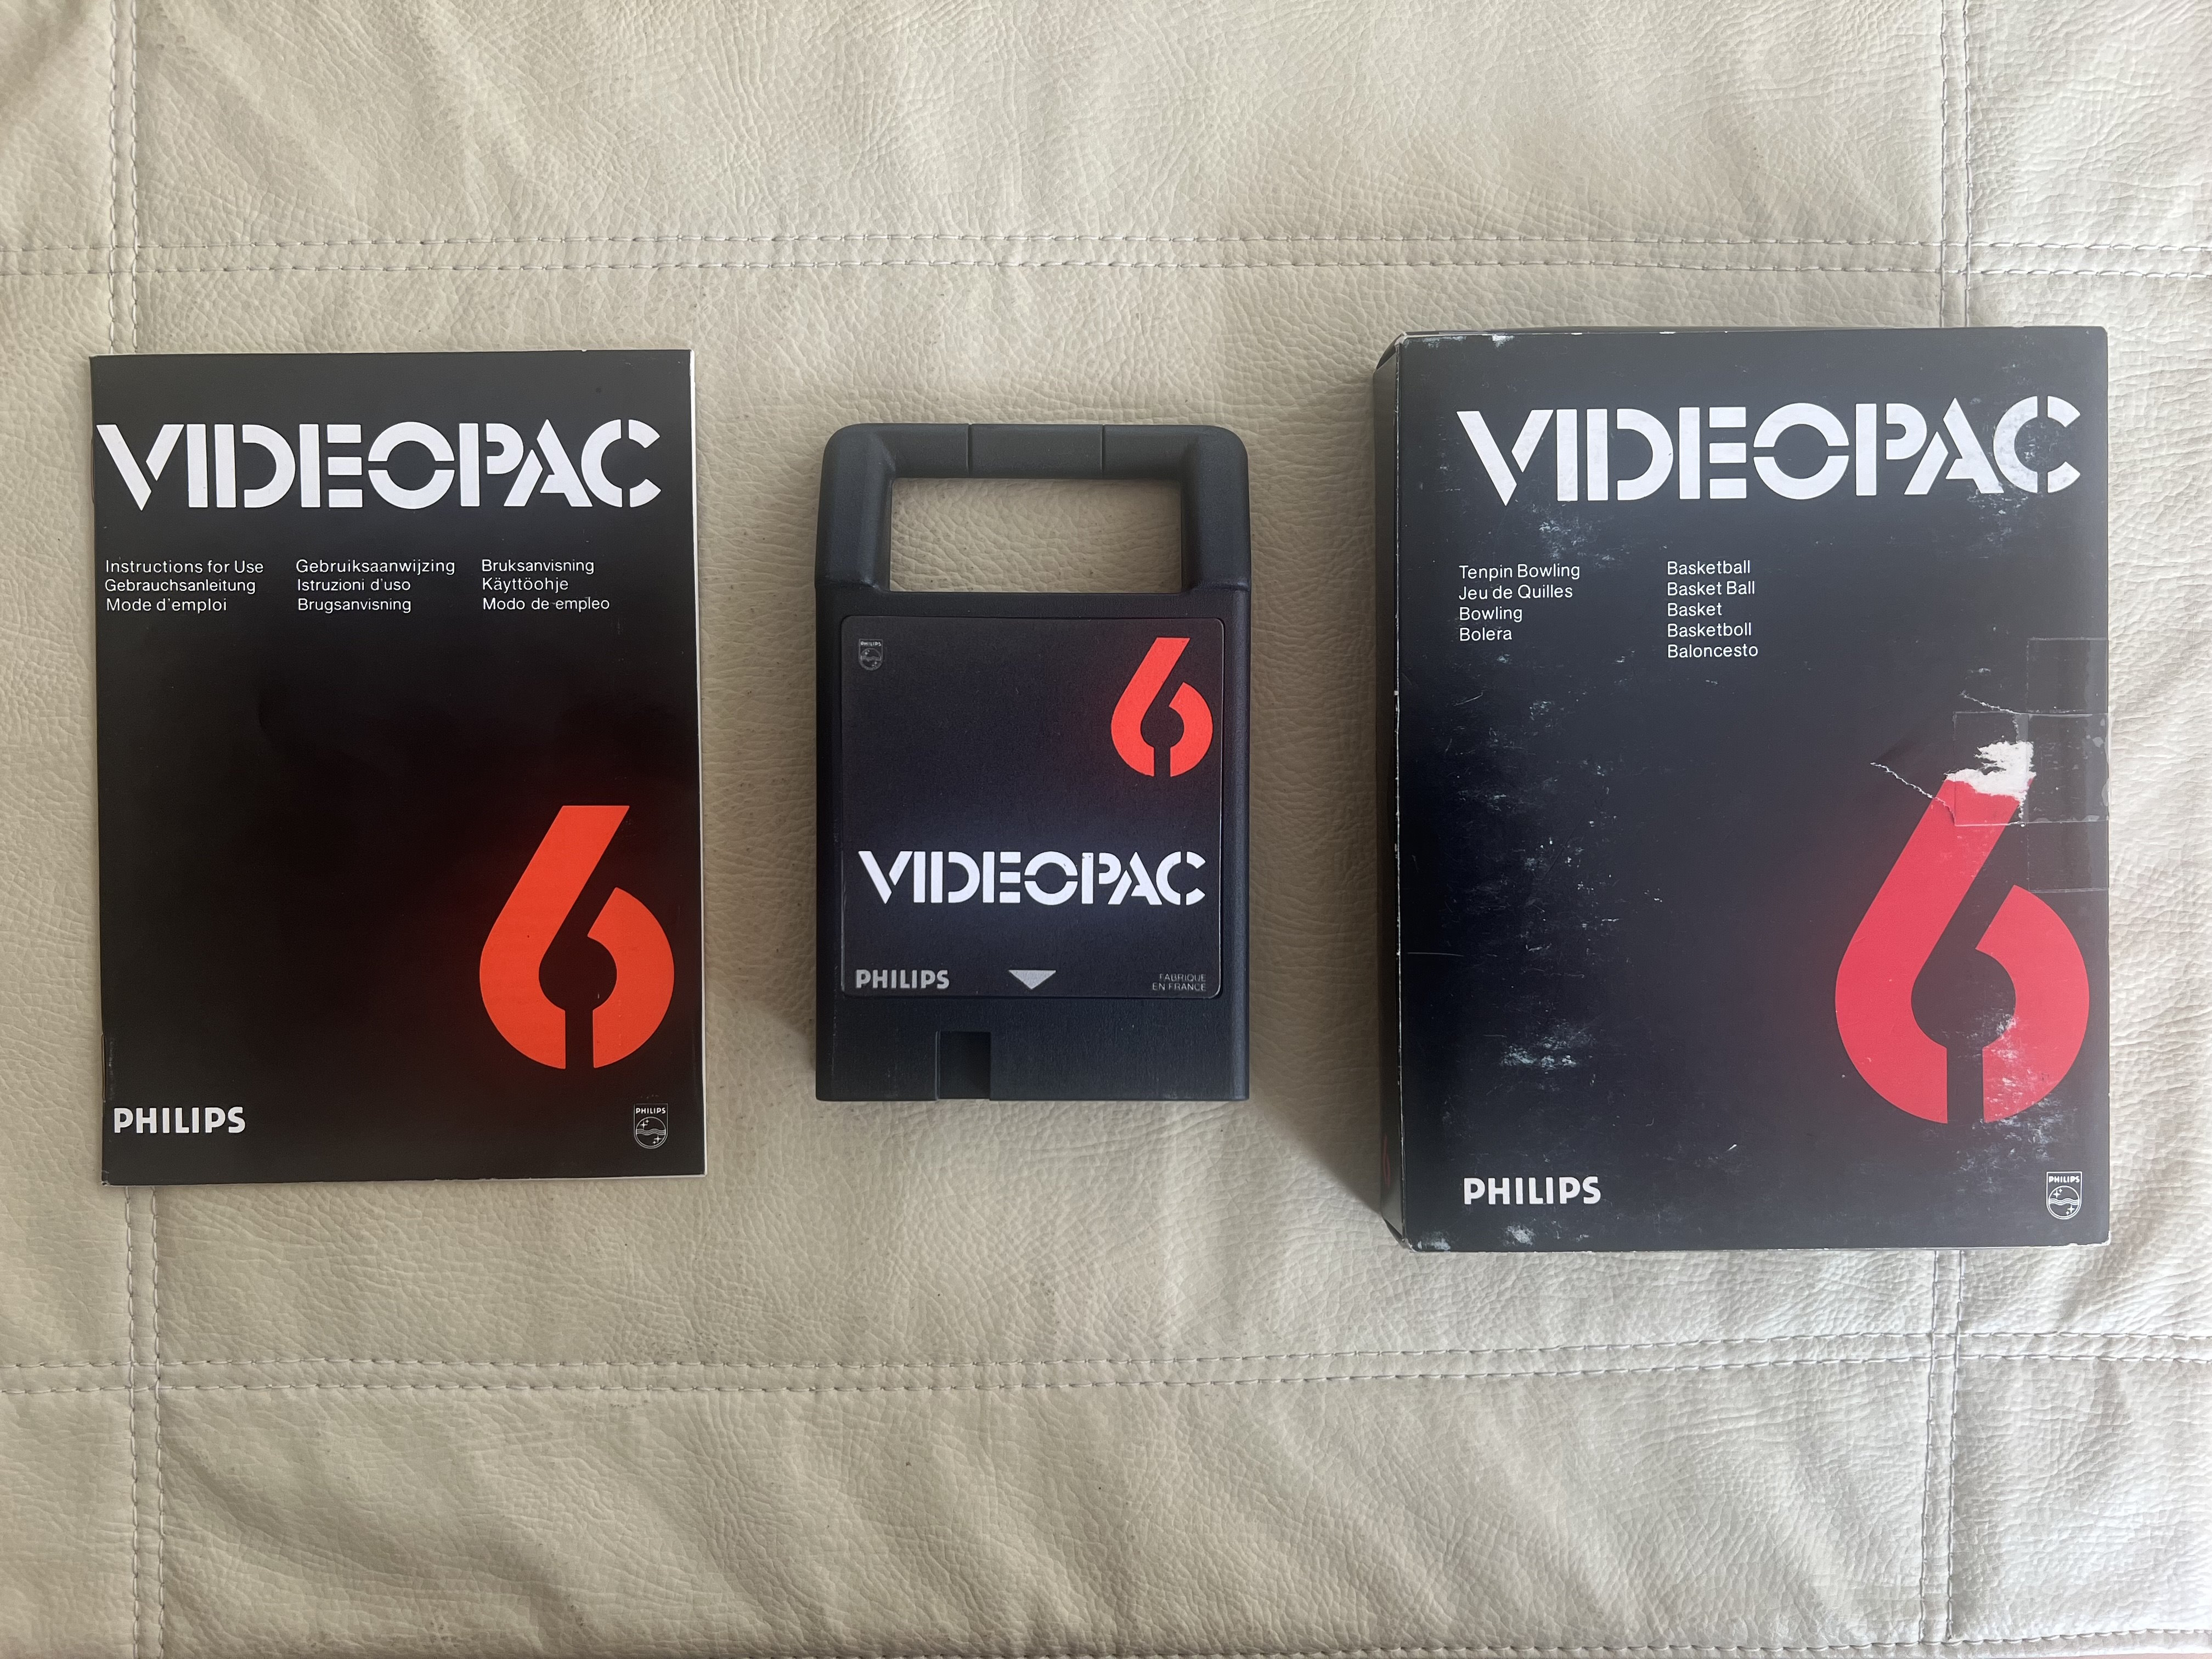 VIDEOPAC
Instructions for Use
Gebrauchsanleitung
Mode d'emploi
Gebruiksaanwijzing
Istruzioni d'uso
Brugsanvisning
Bruksanvisning
Käyttöohje
Modo de empleo
6
PHILIPS
PHILIPS
PHILIPS
6
VIDEOPAC
PHILIPS
FABRIQUE
EN FRANCE
VIDEOPAC
Tenpin Bowling
Jeu de Quilles
Bowling
Bolera
Basketball
Basket Ball
Basket
Basketboll
Baloncesto
6
PHILIPS
PHILIPS